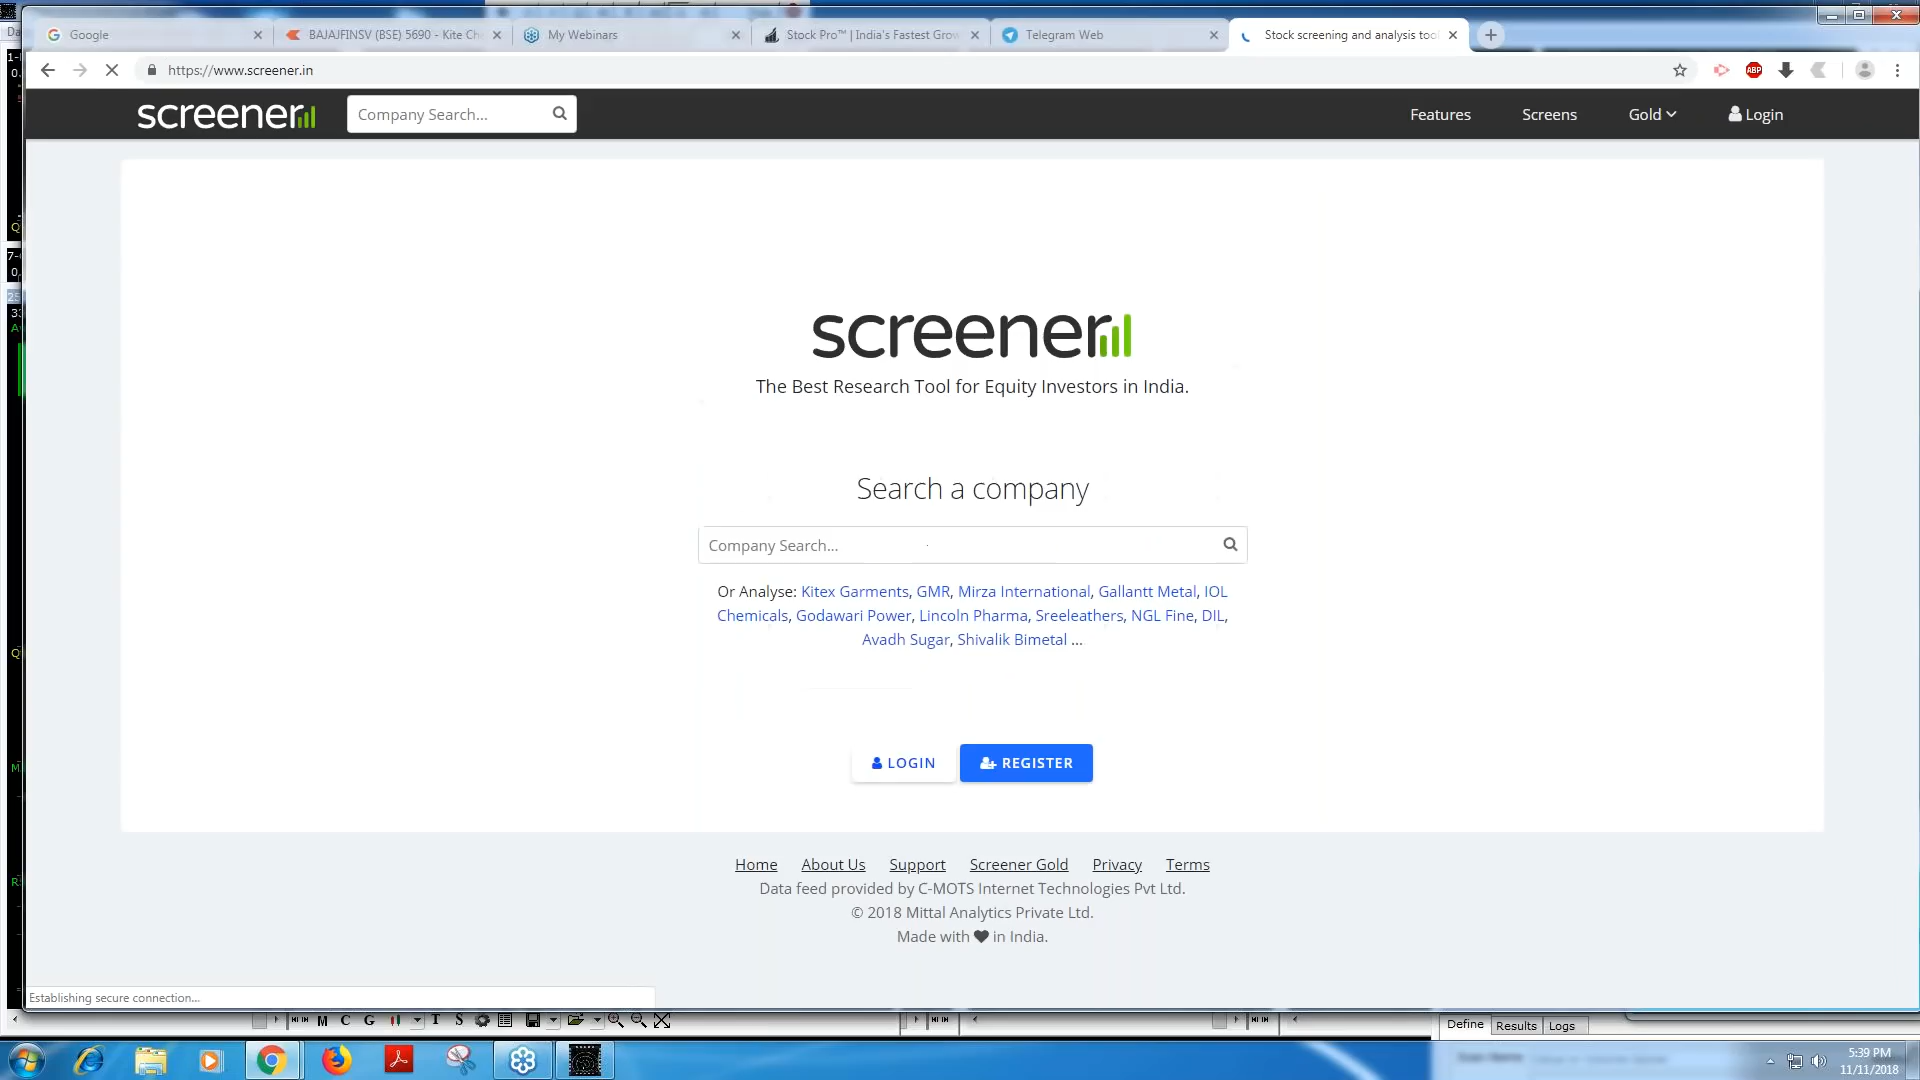 Google
BAJAJFINSV (BSE) 5690 - Kite Ch
My Webinars
Stock Pro™ | India's Fastest Grow
Telegram Web
Stock screening and analysis tool
https://www.screener.in
screener
Company Search...
Features
Screens
Gold
Login
screener
The Best Research Tool for Equity Investors in India.
Search a company
Company Search...
Or Analyse: Kitex Garments, GMR, Mirza International, Gallantt Metal, IOL
Chemicals, Godawari Power, Lincoln Pharma, Sreeleathers, NGL Fine, DIL,
Avadh Sugar, Shivalik Bimetal ...
LOGIN
REGISTER
Home About Us Support Screener Gold Privacy Terms
Data feed provided by C-MOTS Internet Technologies Pvt Ltd.
© 2018 Mittal Analytics Private Ltd.
Made with ♥ in India.
Establishing secure connection...
M C G T S
Define Results Logs
5:39 PM
11/11/2018